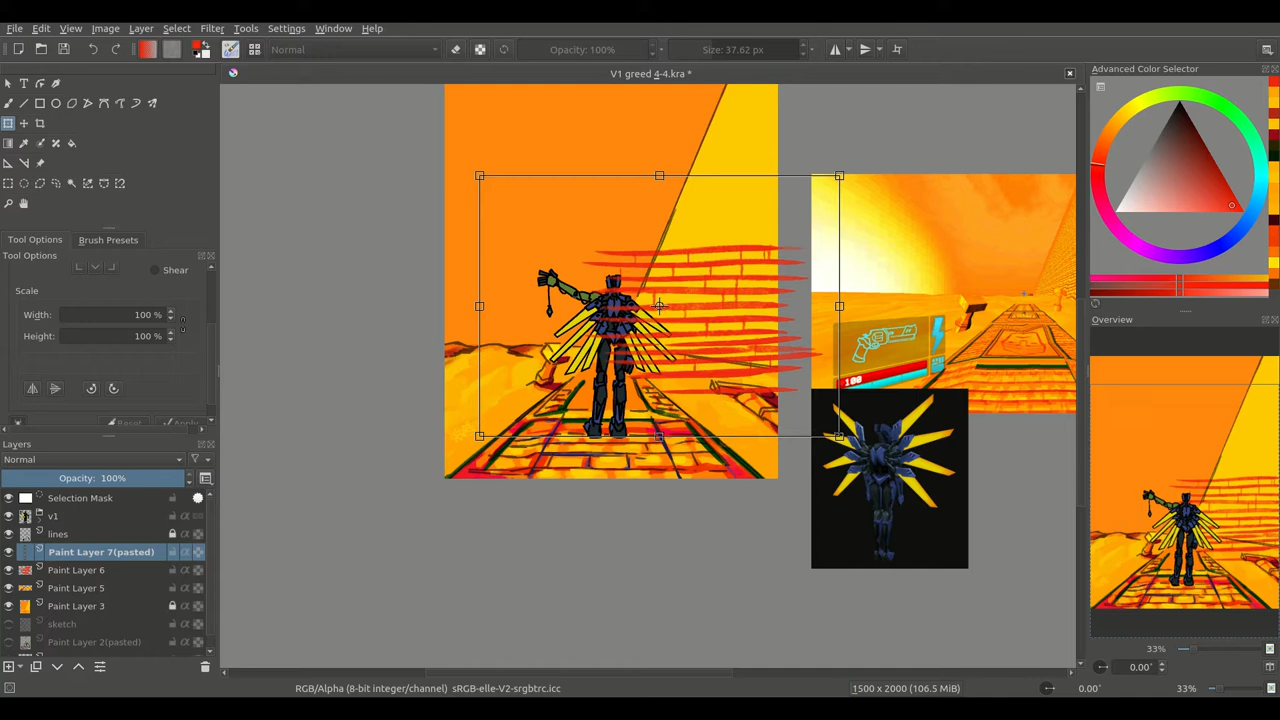 File Edit View Image Layer Select Filter Tools Settings Window Help
Normal
Opacity: 100%
Size: 37.62 px
V1 greed 4-4.kra *
Advanced Color Selector
Tool Options Brush Presets
Tool Options
Shear
Scale
Width: 100 %
Height: 100 %
Reset Apply
Layers
Normal
Opacity: 100%
Selection Mask
v1
lines
Paint Layer 7(pasted)
Paint Layer 6
Paint Layer 5
Paint Layer 3
sketch
Paint Layer 2(pasted)
100
Overview
33%
0.00°
RGB/Alpha (8-bit integer/channel) sRGB-elle-V2-srgbtrc.icc
1500 x 2000 (106.5 MiB)
0.00°
33%